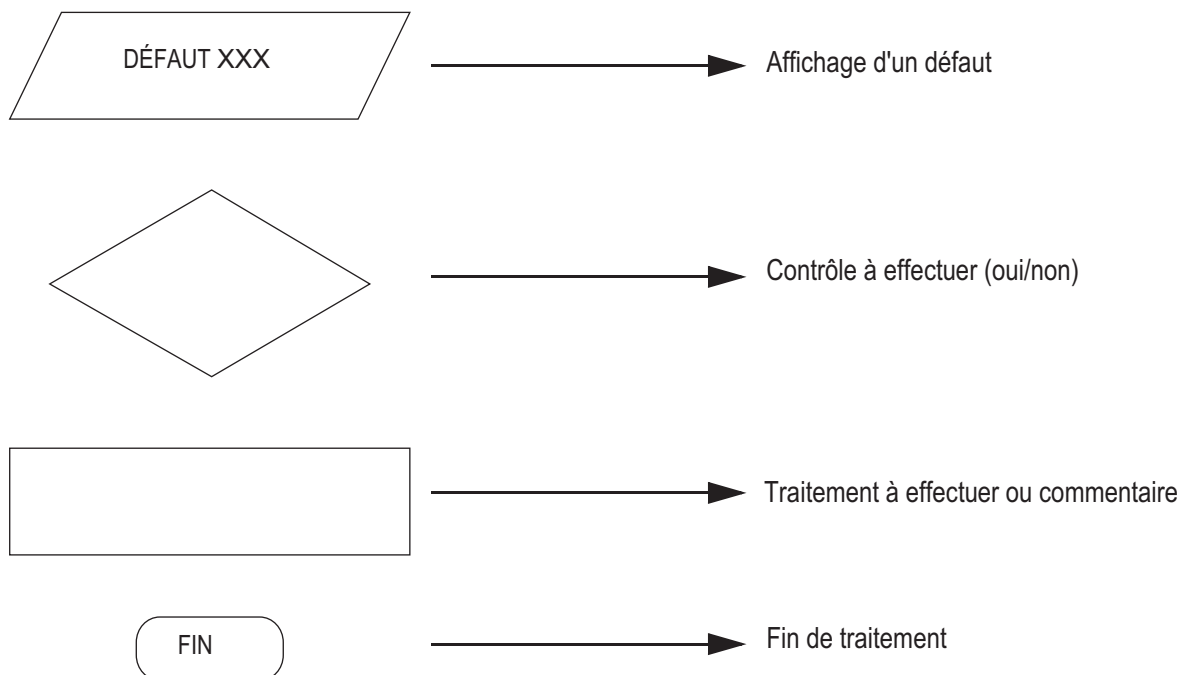 DÉFAUT XXX
Affichage d'un défaut
Contrôle à effectuer (oui/non)
Traitement à effectuer ou commentaire
FIN
Fin de traitement